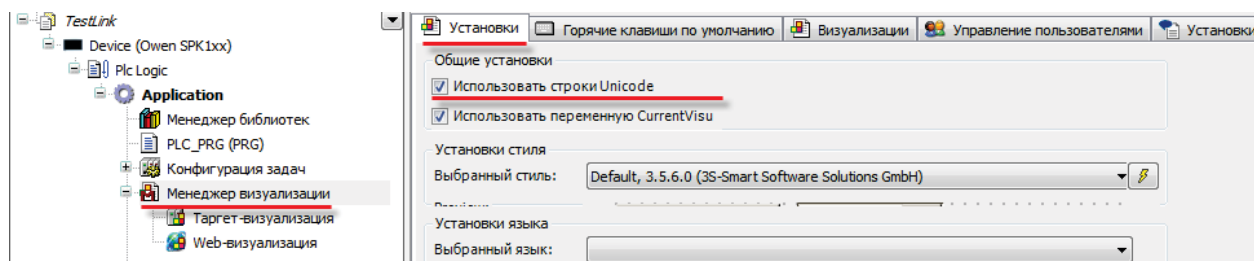 TestLink
Device (Owen SPK1xx)
Plc Logic
Application
Менеджер библиотек
PLC_PRG (PRG)
Конфигурация задач
Менеджер визуализации
Таргет-визуализация
Web-визуализация
Установки Горячие клавиши по умолчанию Визуализации Управление пользователями Установки
Общие установки
Использовать строки Unicode
Использовать переменную CurrentVisu
Установки стиля
Выбранный стиль: Default, 3.5.6.0 (3S-Smart Software Solutions GmbH)
Установки языка
Выбранный язык: